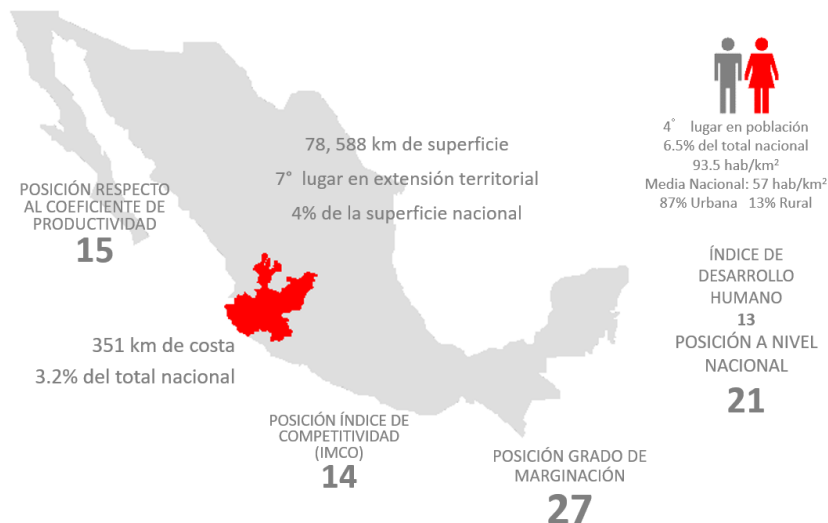 78, 588 km de superficie
7° lugar en extensión territorial
4% de la superficie nacional
4° lugar en población
6.5% del total nacional
93.5 hab/km²
Media Nacional: 57 hab/km²
87% Urbana 13% Rural
POSICIÓN RESPECTO
AL COEFICIENTE DE
PRODUCTIVIDAD
15
ÍNDICE DE
DESARROLLO
HUMANO
13
POSICIÓN A NIVEL
NACIONAL
21
351 km de costa
3.2% del total nacional
POSICIÓN ÍNDICE DE
COMPETITIVIDAD
(IMCO)
14
POSICIÓN GRADO DE
MARGINACIÓN
27